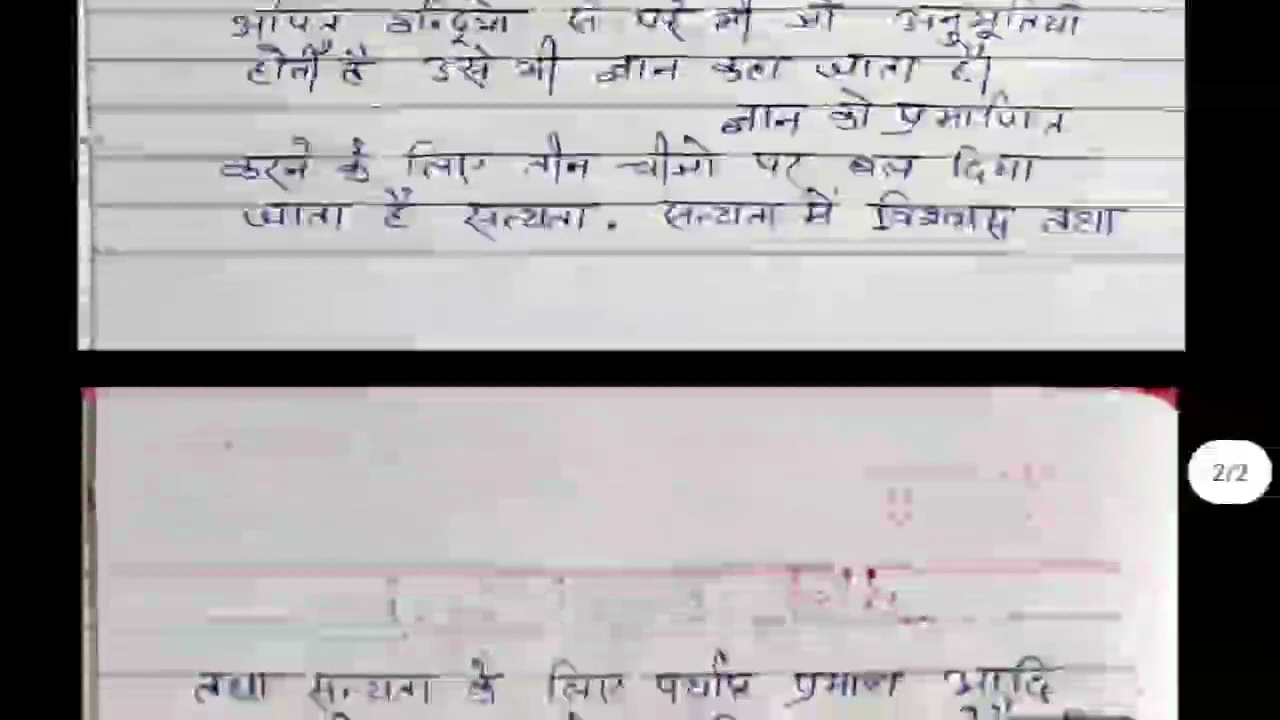 अपितु इन्द्रियों से परे भी जो अनुभूतियाँ
होती है उसे भी ज्ञान कहा जाता है।
ज्ञान को प्रमाणित
करने के लिए तीन चीजो पर बल दिया
जाता है सत्यता. सत्यता में विश्वास तथा
2/2
तथा सत्यता के लिए पर्याप्त प्रमाण आदि